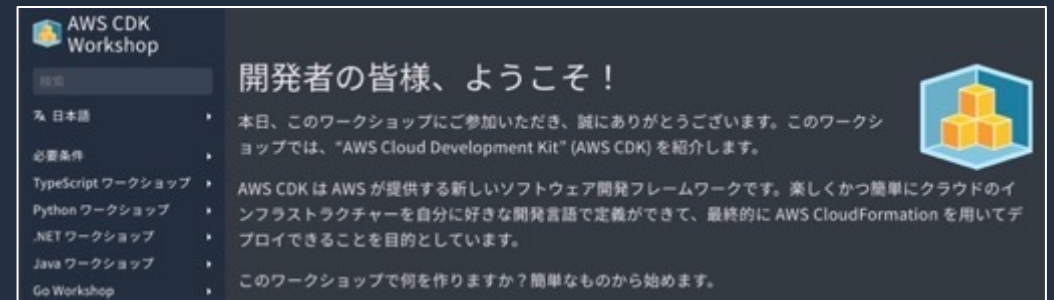 AWS CDK
Workshop
検索
日本語
必要条件
TypeScript ワークショップ
Python ワークショップ
.NET ワークショップ
Java ワークショップ
Go Workshop
開発者の皆様、ようこそ！
本日、このワークショップにご参加いただき、誠にありがとうございます。このワークシ
ョップでは、“AWS Cloud Development Kit” (AWS CDK) を紹介します。
AWS CDK は AWS が提供する新しいソフトウェア開発フレームワークです。楽しくかつ簡単にクラウドのイ
ンフラストラクチャーを自分に好きな開発言語で定義ができて、最終的に AWS CloudFormation を用いてデ
プロイできることを目的としています。
このワークショップで何を作りますか？簡単なものから始めます。